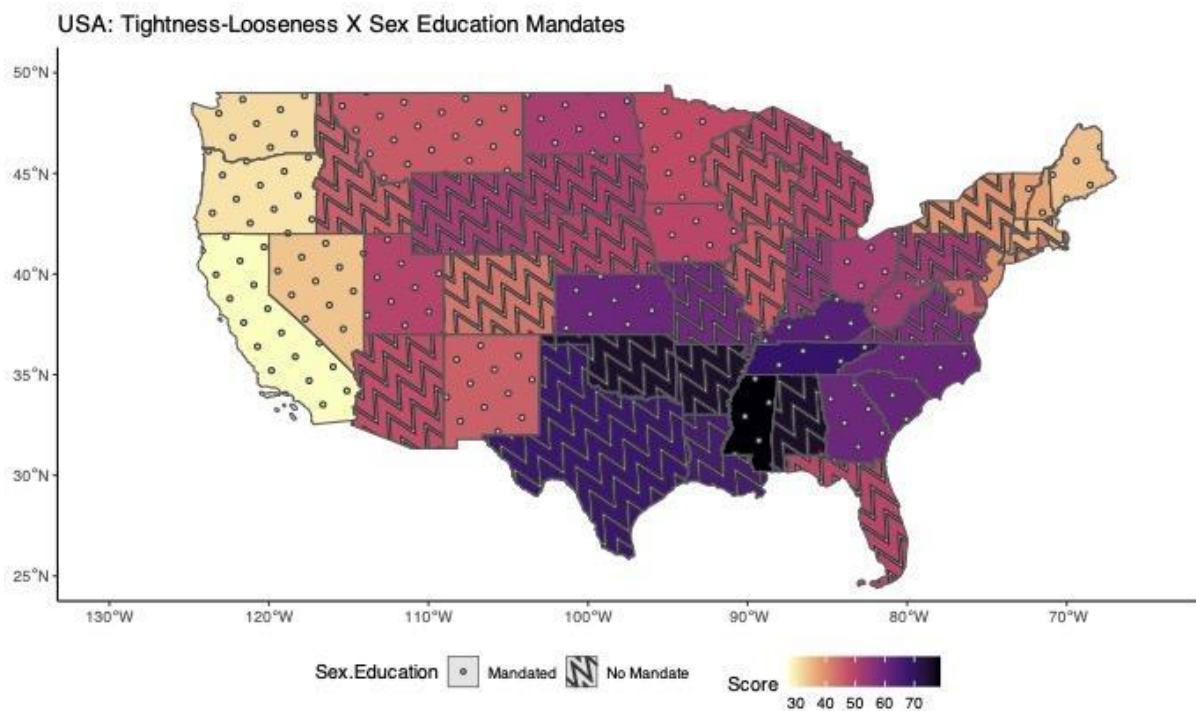 USA: Tightness-Looseness X Sex Education Mandates
50°N
45°N
40°N
35°N
30°N
25°N
130°W 120°W 110°W 100°W 90°W 80°W 70°W
Sex.Education Mandated No Mandate Score
30 40 50 60 70